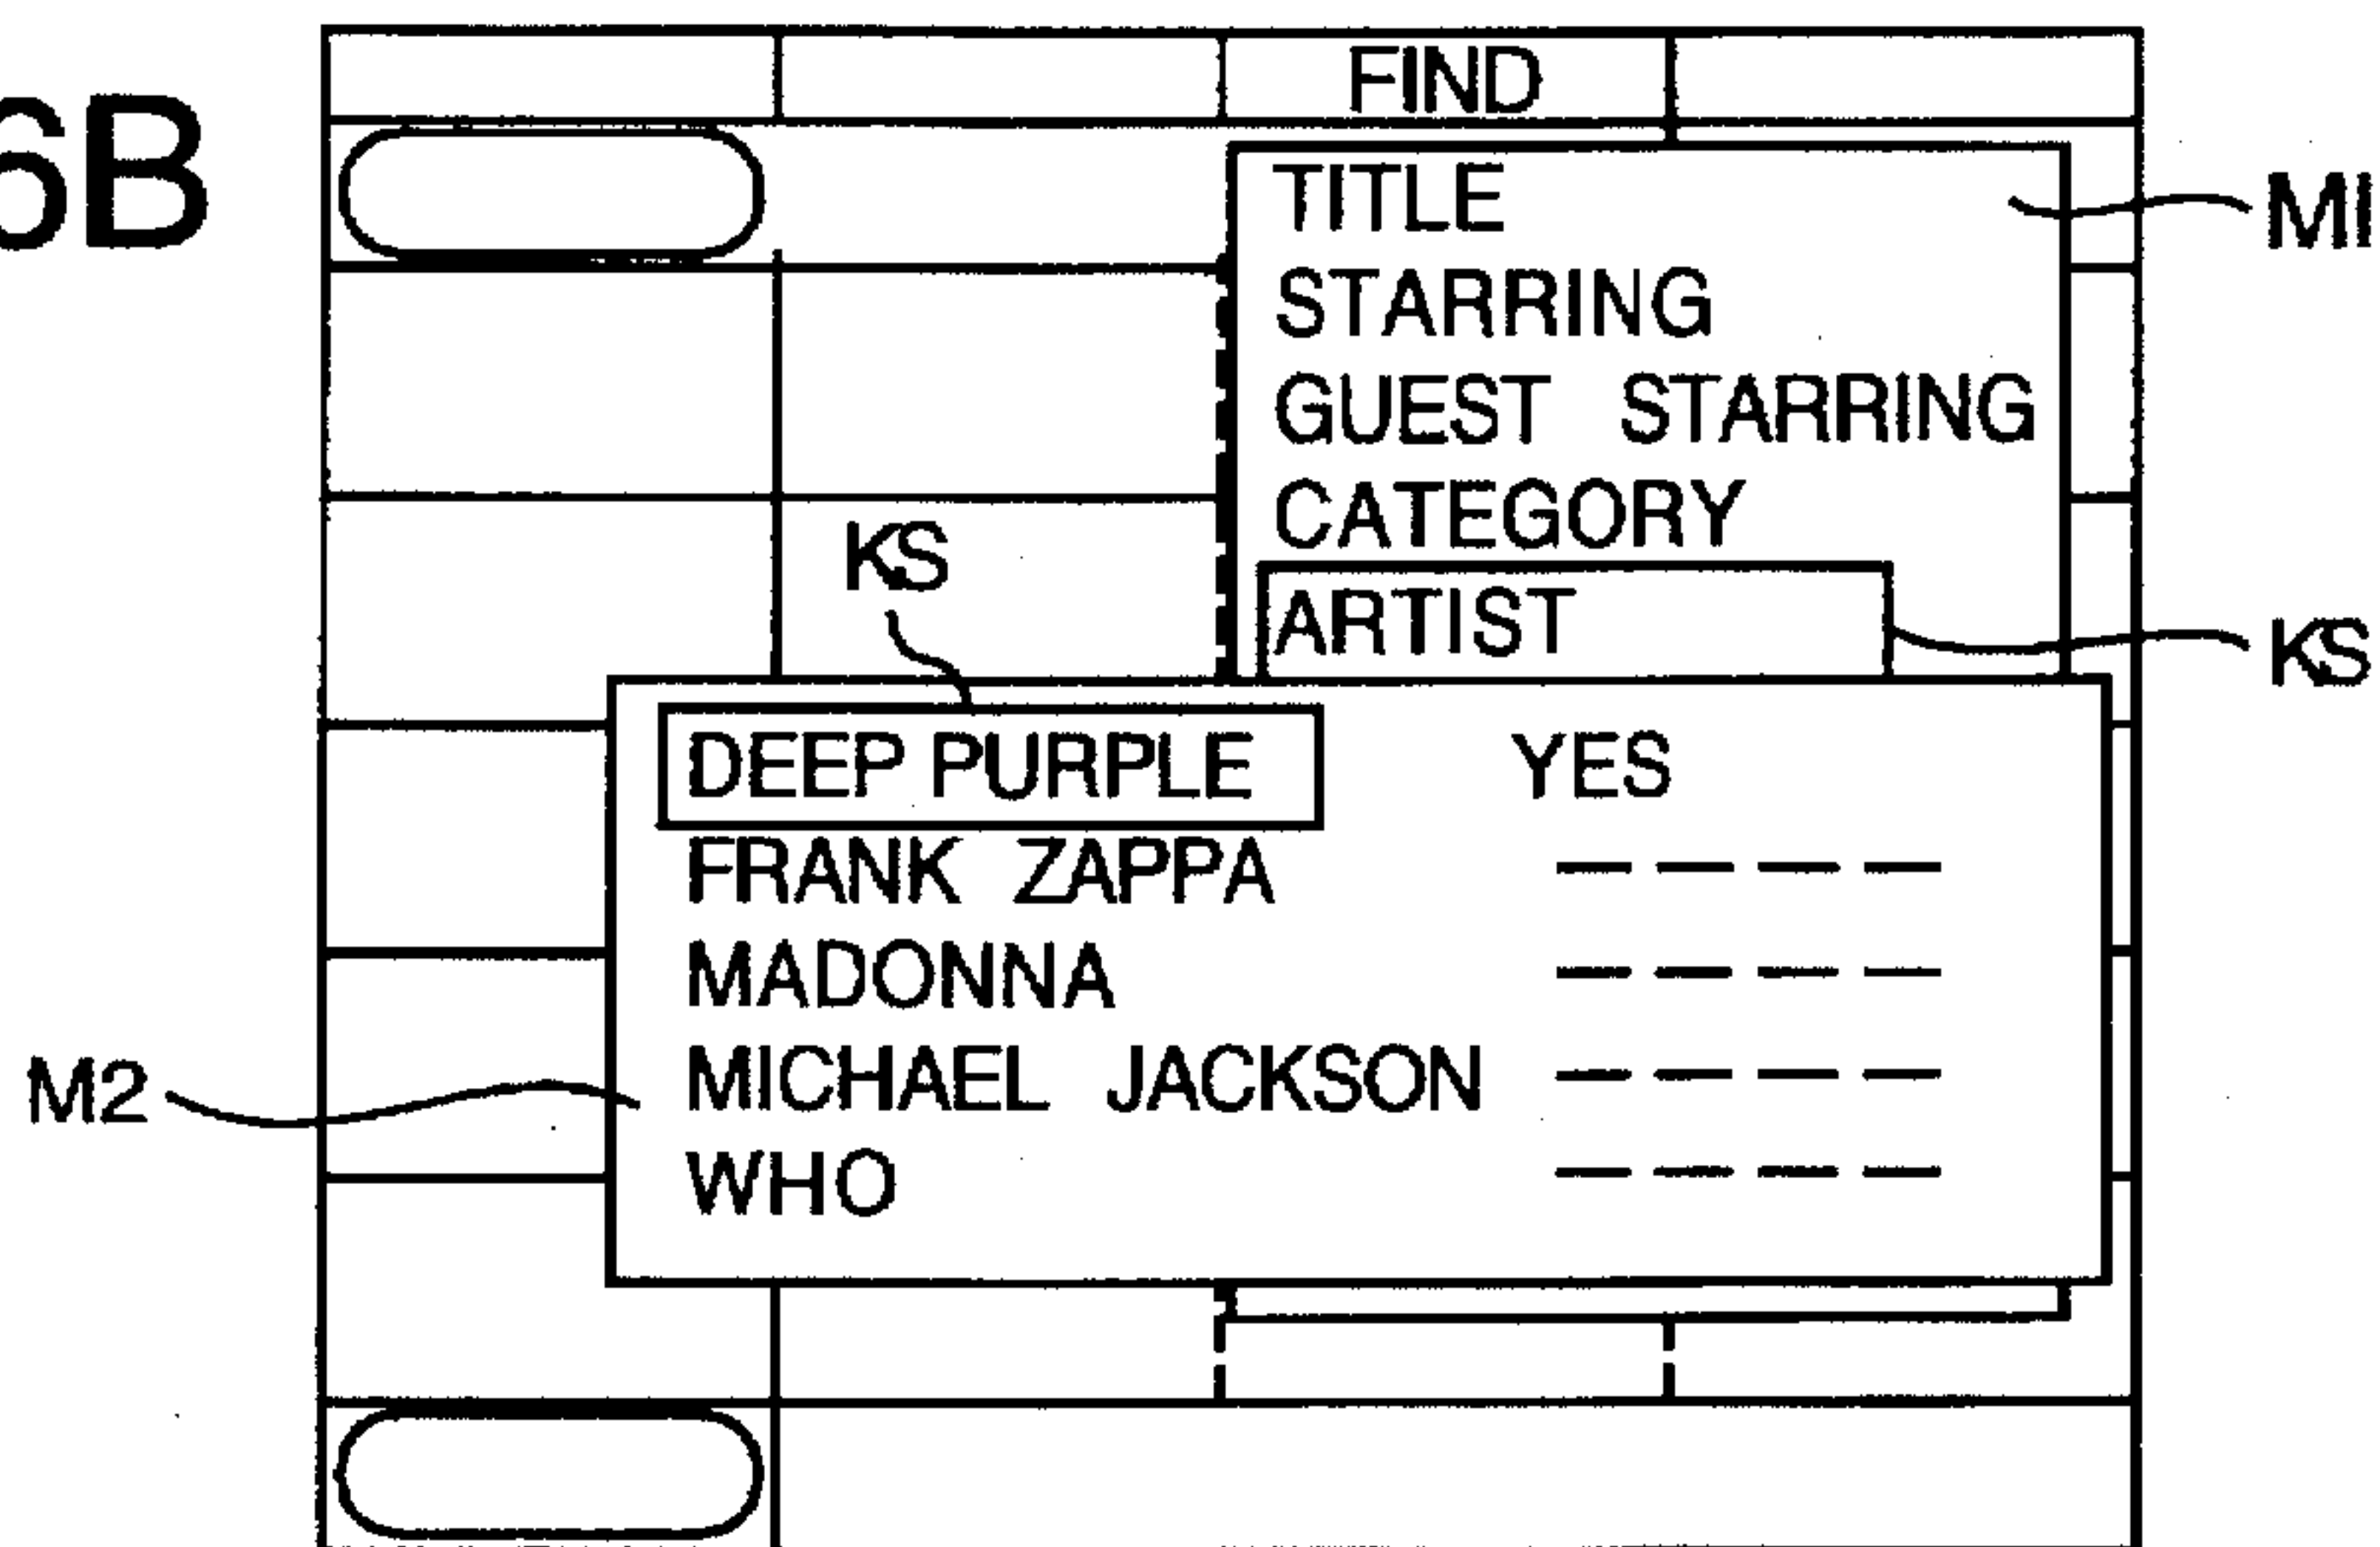 6B
FIND
TITLE
M1
STARRING
GUEST STARRING
CATEGORY
KS
ARTIST
KS
DEEP PURPLE YES
FRANK ZAPPA – – – –
MADONNA – – – –
M2
MICHAEL JACKSON – – – –
WHO – – – –